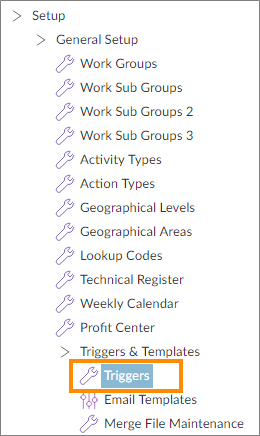 Setup
General Setup
Work Groups
Work Sub Groups
Work Sub Groups 2
Work Sub Groups 3
Activity Types
Action Types
Geographical Levels
Geographical Areas
Lookup Codes
Technical Register
Weekly Calendar
Profit Center
Triggers & Templates
Triggers
Email Templates
Merge File Maintenance